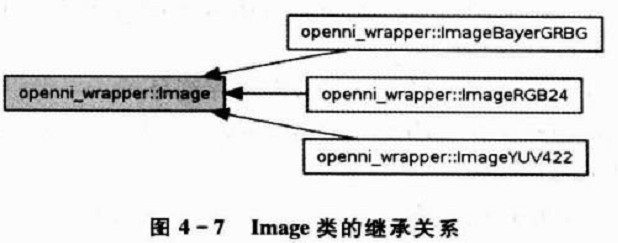 openni_wrapper::ImageBayerGRBG
openni_wrapper::Image
openni_wrapper::ImageRGB24
openni_wrapper::ImageYUV422
图 4-7 Image 类的继承关系